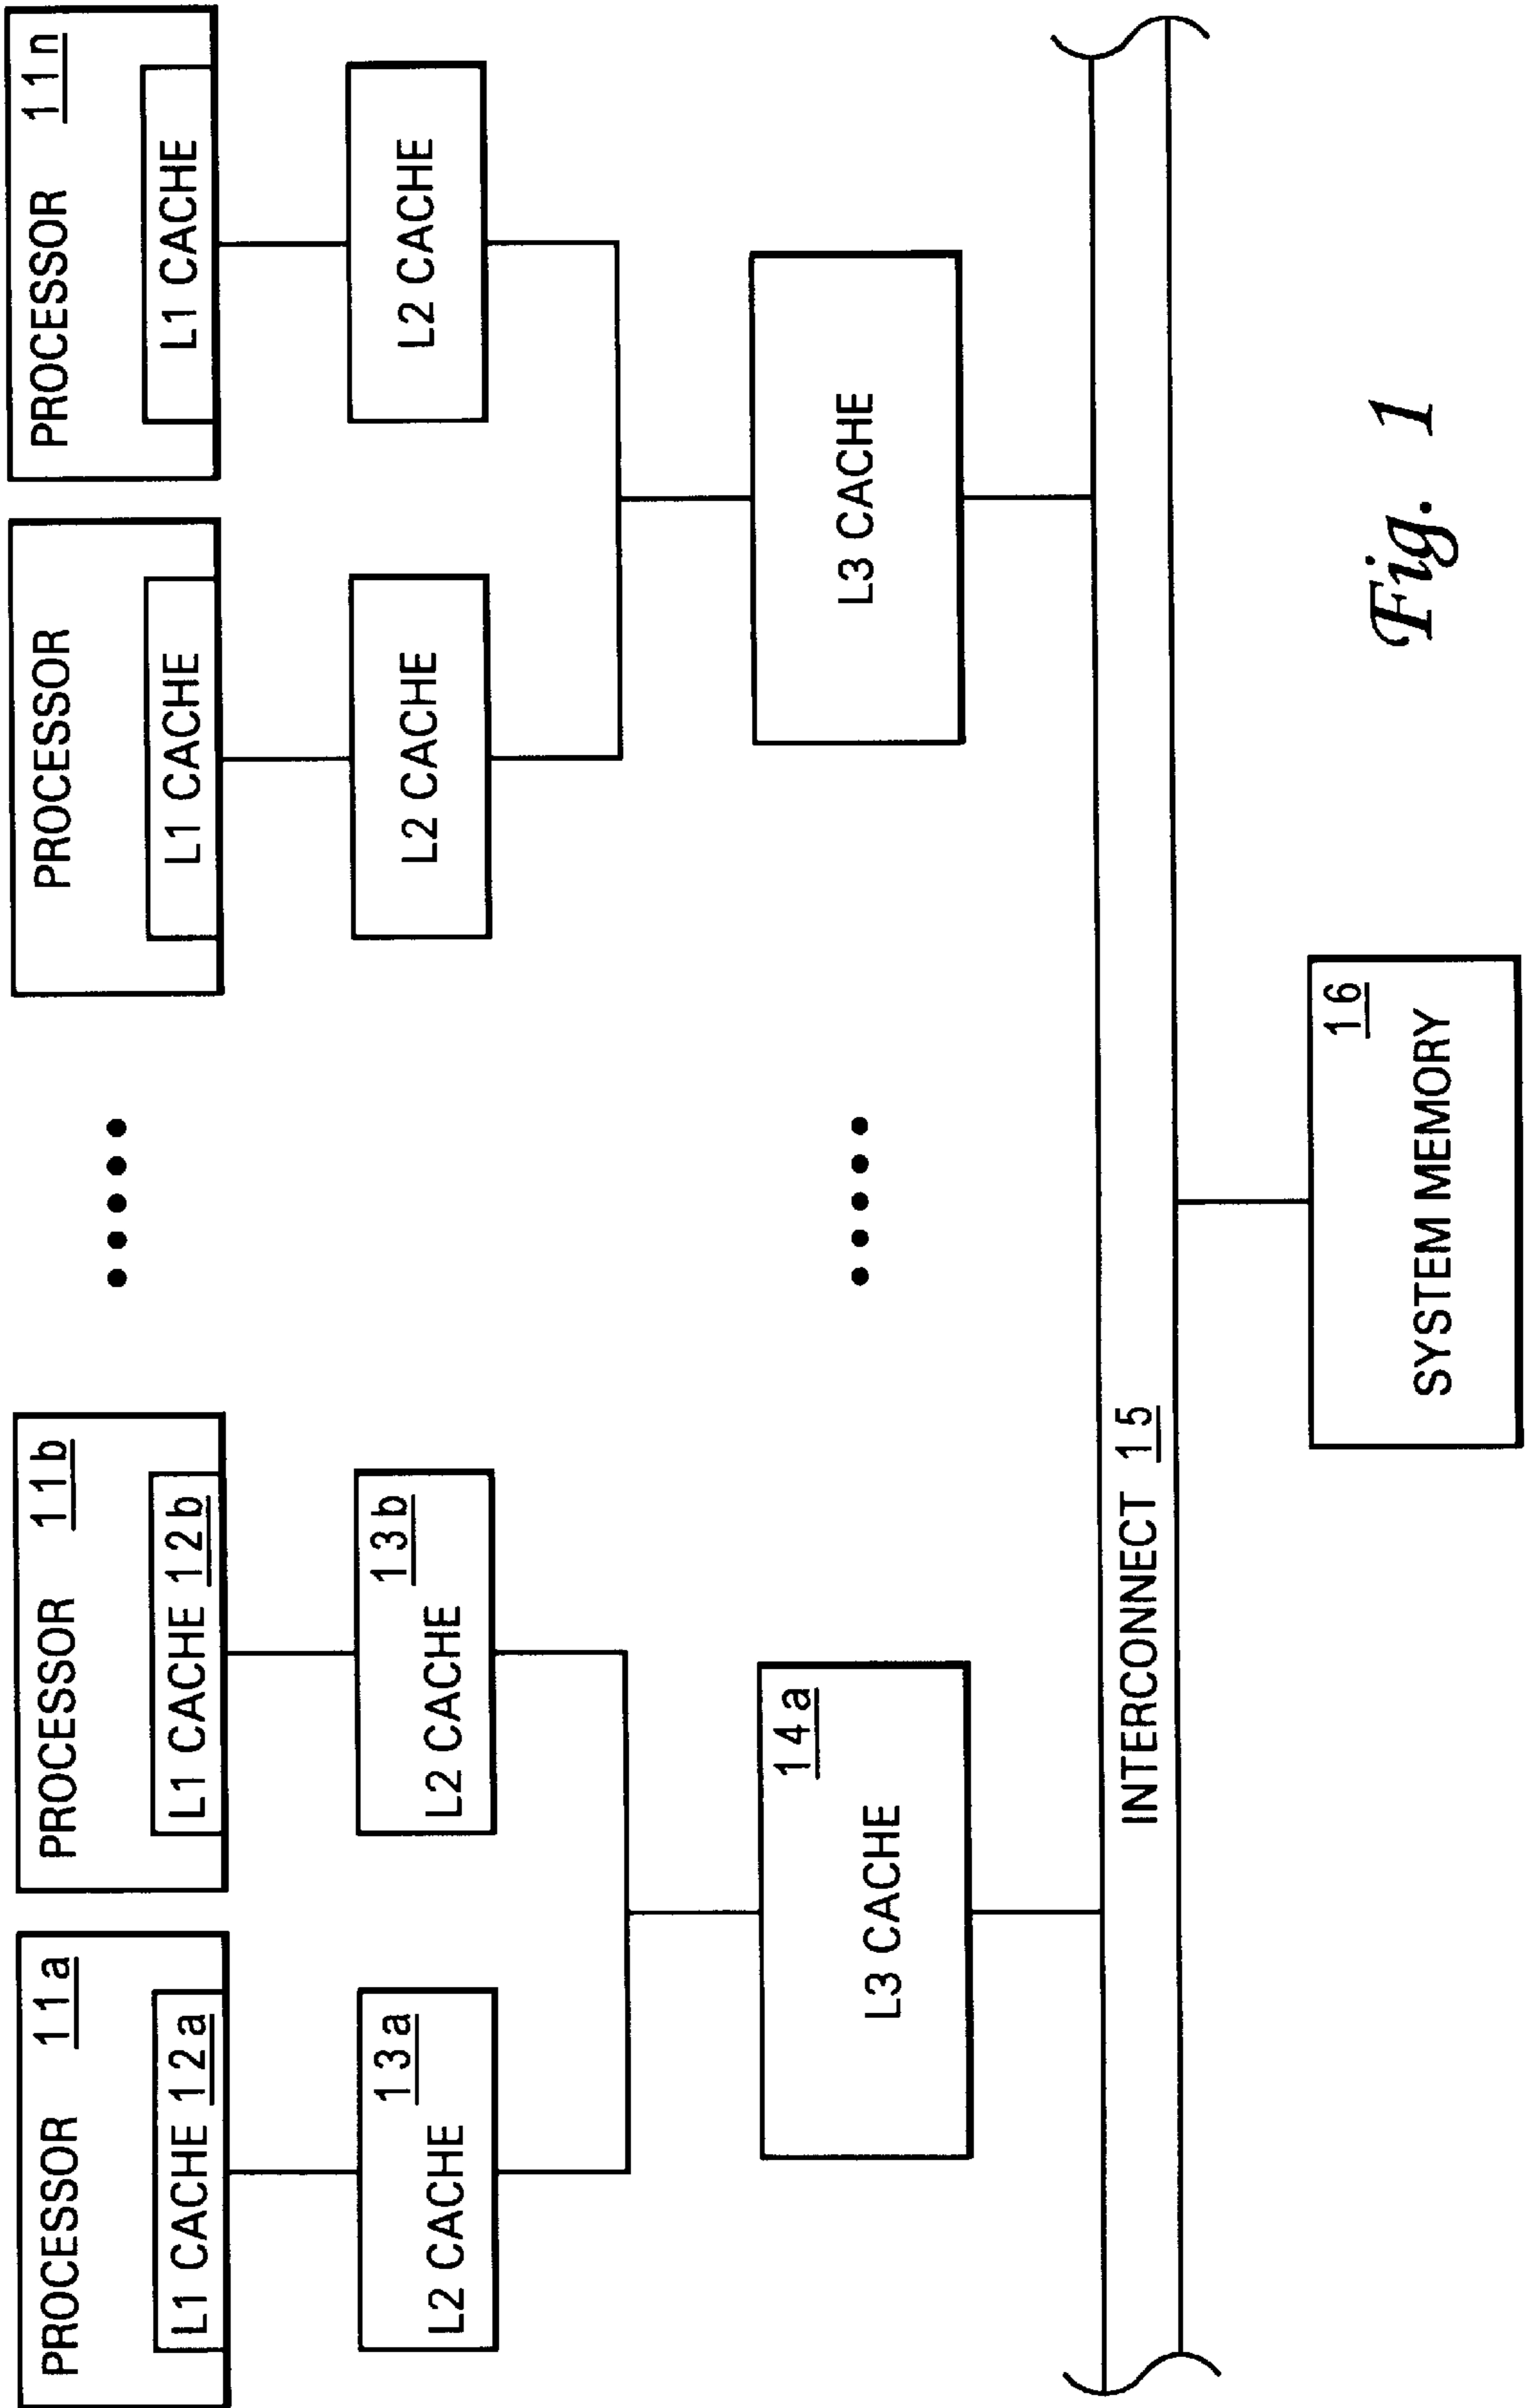 PROCESSOR 11a
L1 CACHE 12a
PROCESSOR 11b
L1 CACHE 12b
PROCESSOR
L1 CACHE
PROCESSOR 11n
L1 CACHE
13a
L2 CACHE
13b
L2 CACHE
L2 CACHE
L2 CACHE
14a
L3 CACHE
L3 CACHE
INTERCONNECT 15
16
SYSTEM MEMORY
Fig. 1